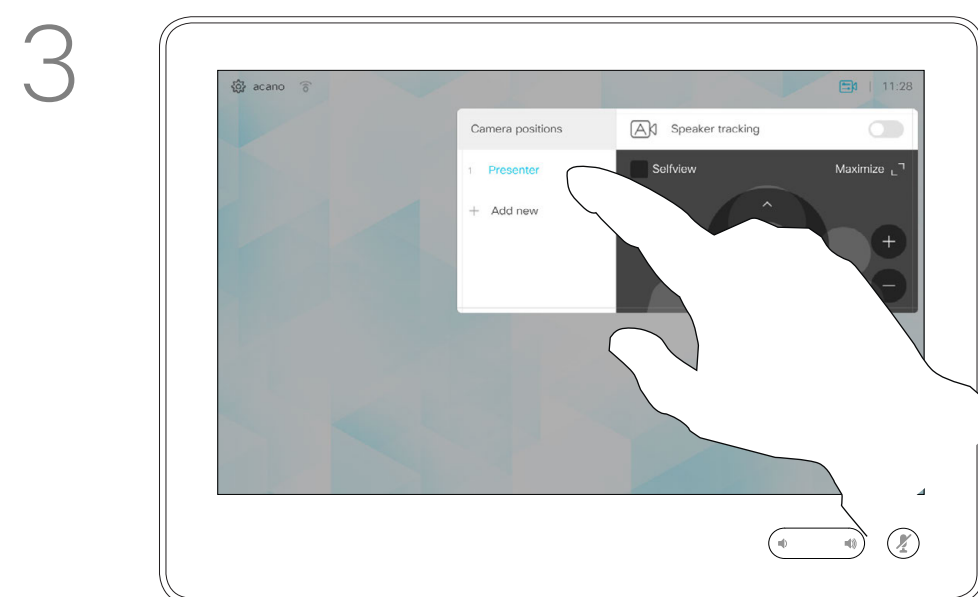 3
acano
11:28
Camera positions
Speaker tracking
1 Presenter
Selfview
Maximize
+ Add new